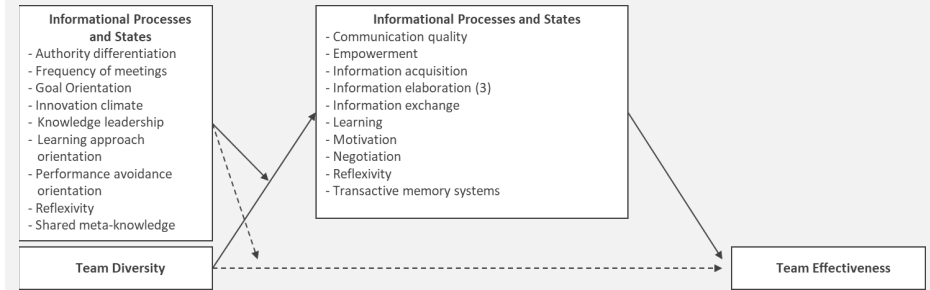 Informational Processes
and States
- Authority differentiation
- Frequency of meetings
- Goal Orientation
- Innovation climate
- Knowledge leadership
- Learning approach
orientation
- Performance avoidance
orientation
- Reflexivity
- Shared meta-knowledge
Informational Processes and States
- Communication quality
- Empowerment
- Information acquisition
- Information elaboration (3)
- Information exchange
- Learning
- Motivation
- Negotiation
- Reflexivity
- Transactive memory systems
Team Diversity
Team Effectiveness